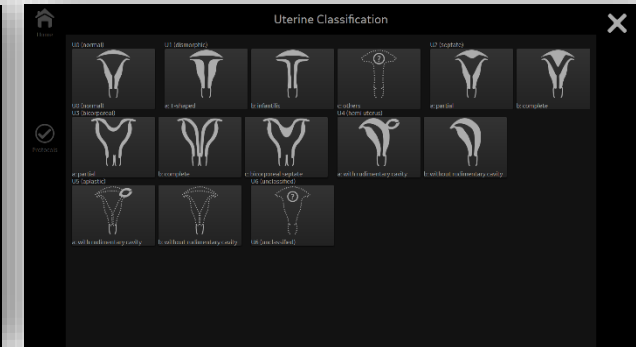 Uterine Classification
Home
U0 (normal)
U1 (dismorphic)
U2 (septate)
U0 (normal)
a: t-shaped
b: infantilis
c: others
a: partial
b: complete
U3 (bicorporeal)
U4 (hemi uterus)
a: partial
b: complete
c: bicorporeal septate
a: with rudimentary cavity
b: without rudimentary cavity
Protocols
U5 (aplastic)
U6 (unclassified)
a: with rudimentary cavity
b: without rudimentary cavity
U6 (unclassified)